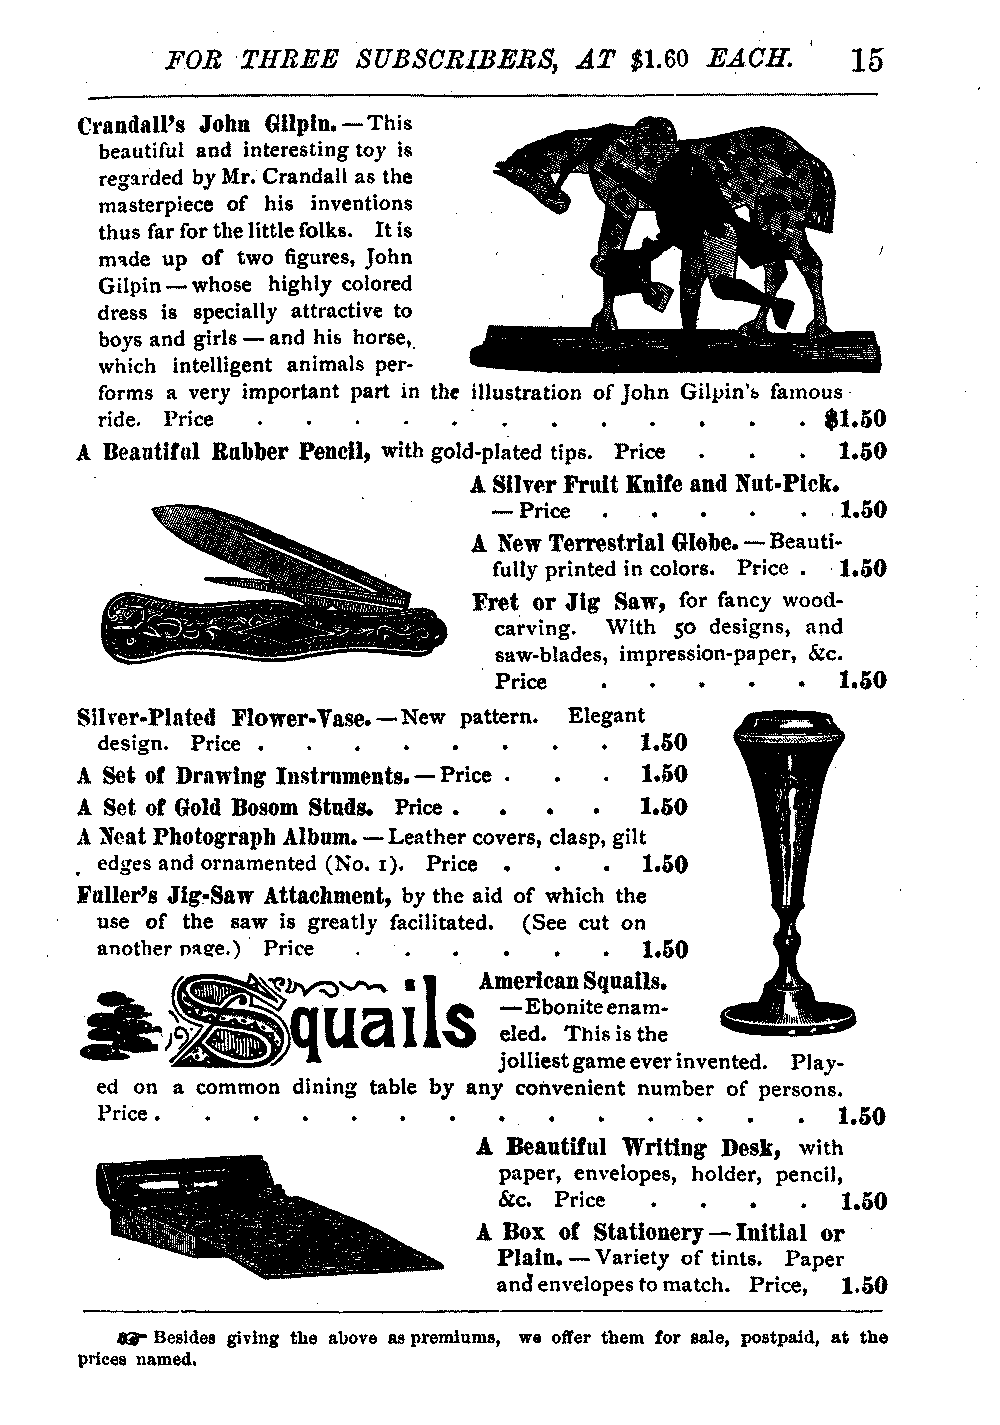 FOR THREE SUBSCRIBERS, AT $1.60 EACH. 15
Crandall's John Gilpin. — This
beautiful and interesting toy is
regarded by Mr. Crandall as the
masterpiece of his inventions
thus far for the little folks. It is
made up of two figures, John
Gilpin — whose highly colored
dress is specially attractive to
boys and girls — and his horse,
which intelligent animals per-
forms a very important part in the illustration of John Gilpin's famous
ride. Price . . . . . . . . . . . . $1.50
A Beautiful Rubber Pencil, with gold-plated tips. Price . . . 1.50
A Silver Fruit Knife and Nut-Pick.
— Price . . . . . 1.50
A New Terrestrial Globe. — Beauti-
fully printed in colors. Price . 1.50
Fret or Jig Saw, for fancy wood-
carving. With 50 designs, and
saw-blades, impression-paper, &c.
Price . . . . . 1.50
Silver-Plated Flower-Vase. — New pattern. Elegant
design. Price . . . . . . . . 1.50
A Set of Drawing Instruments. — Price . . . 1.50
A Set of Gold Bosom Studs. Price . . . . 1.50
A Neat Photograph Album. — Leather covers, clasp, gilt
edges and ornamented (No. 1). Price . . . 1.50
Fuller's Jig-Saw Attachment, by the aid of which the
use of the saw is greatly facilitated. (See cut on
another page.) Price . . . . . . 1.50
Squails
American Squails.
— Ebonite enam-
eled. This is the
jolliest game ever invented. Play-
ed on a common dining table by any convenient number of persons.
Price . . . . . . . . . . . . . . 1.50
A Beautiful Writing Desk, with
paper, envelopes, holder, pencil,
&c. Price . . . . 1.50
A Box of Stationery — Initial or
Plain. — Variety of tints. Paper
and envelopes to match. Price, 1.50
☞ Besides giving the above as premiums, we offer them for sale, postpaid, at the
prices named.